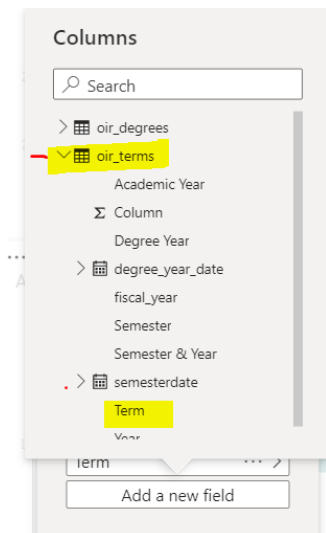 Columns
Search
oir_degrees
oir_terms
Academic Year
Σ Column
Degree Year
degree_year_date
fiscal_year
Semester
Semester & Year
semesterdate
Term
Year
Term
Add a new field